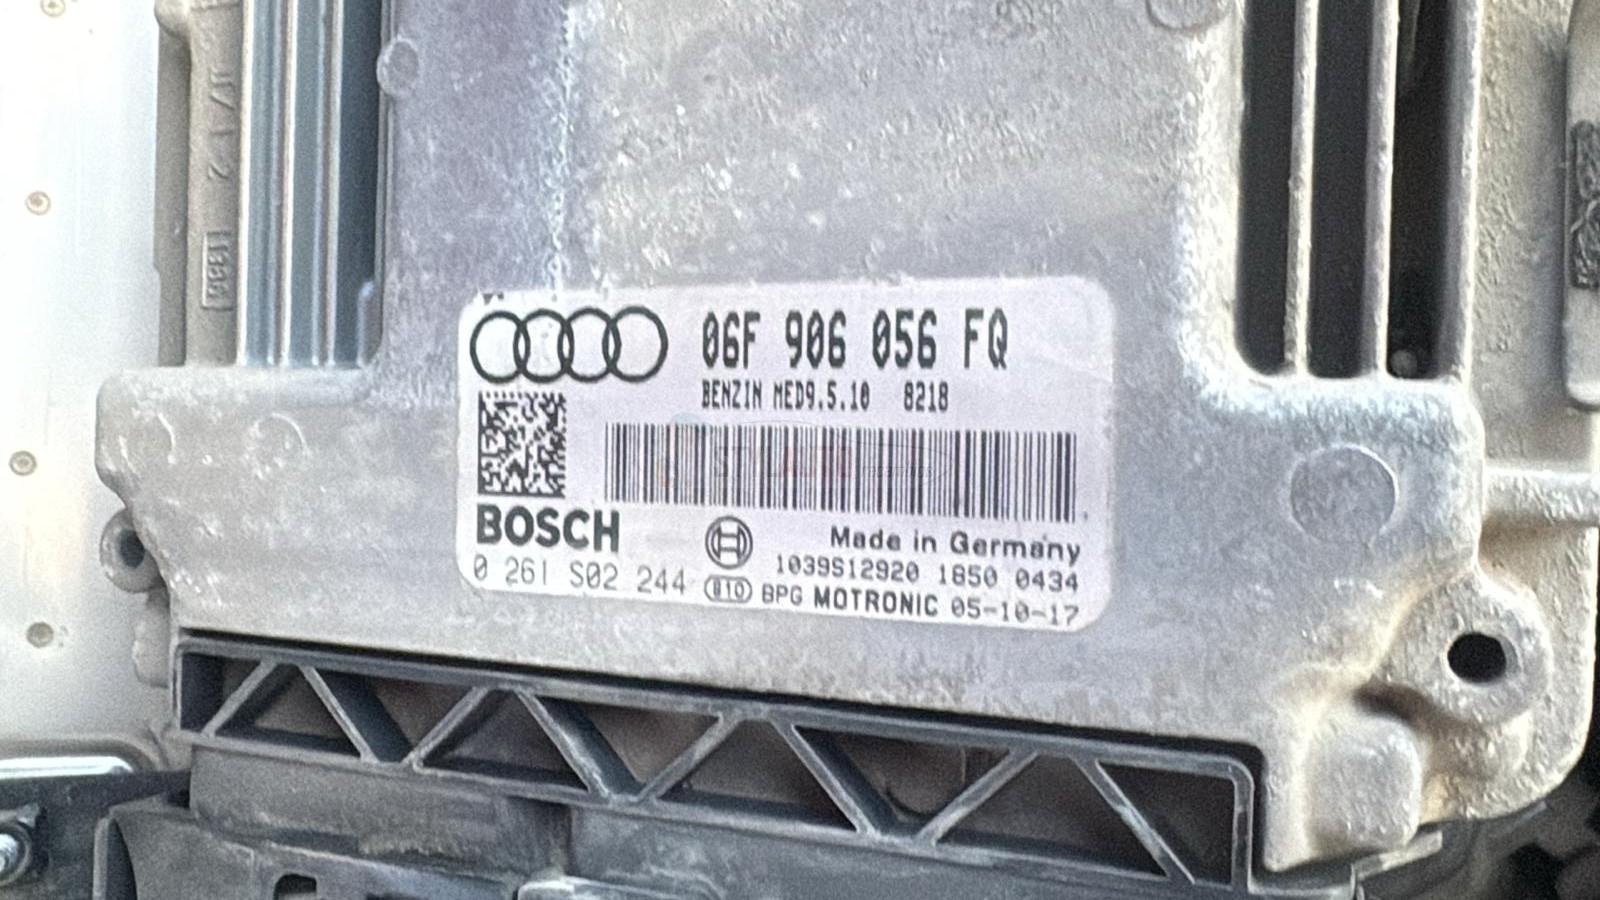 06F 906 056 FQ
BENZIN MED9.5.10 8218
BOSCH
Made in Germany
0 261 S02 244
1039S12920 1850 0434
BPG MOTRONIC 05-10-17